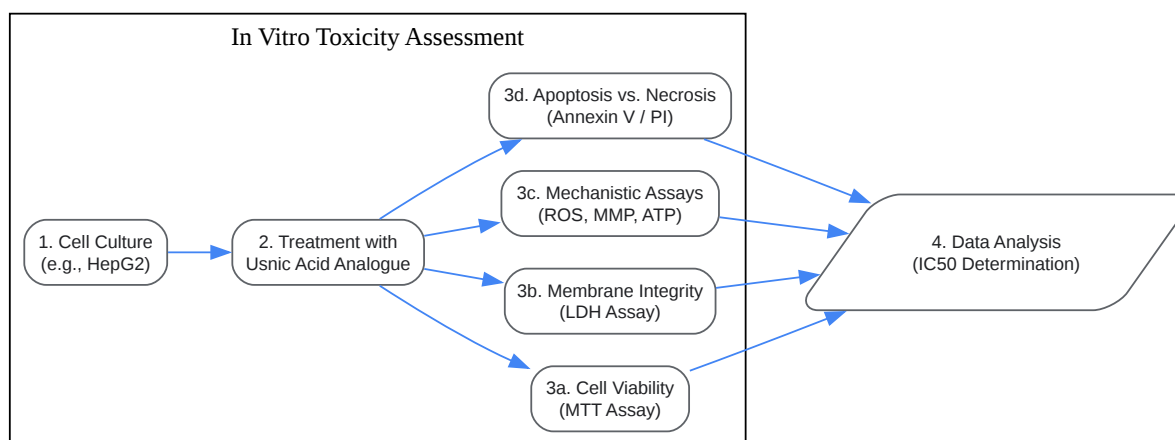 In Vitro Toxicity Assessment
3d. Apoptosis vs. Necrosis
(Annexin V / PI)
3c. Mechanistic Assays
(ROS, MMP, ATP)
1. Cell Culture
(e.g., HepG2)
2. Treatment with
Usnic Acid Analogue
4. Data Analysis
(IC50 Determination)
3b. Membrane Integrity
(LDH Assay)
3a. Cell Viability
(MTT Assay)